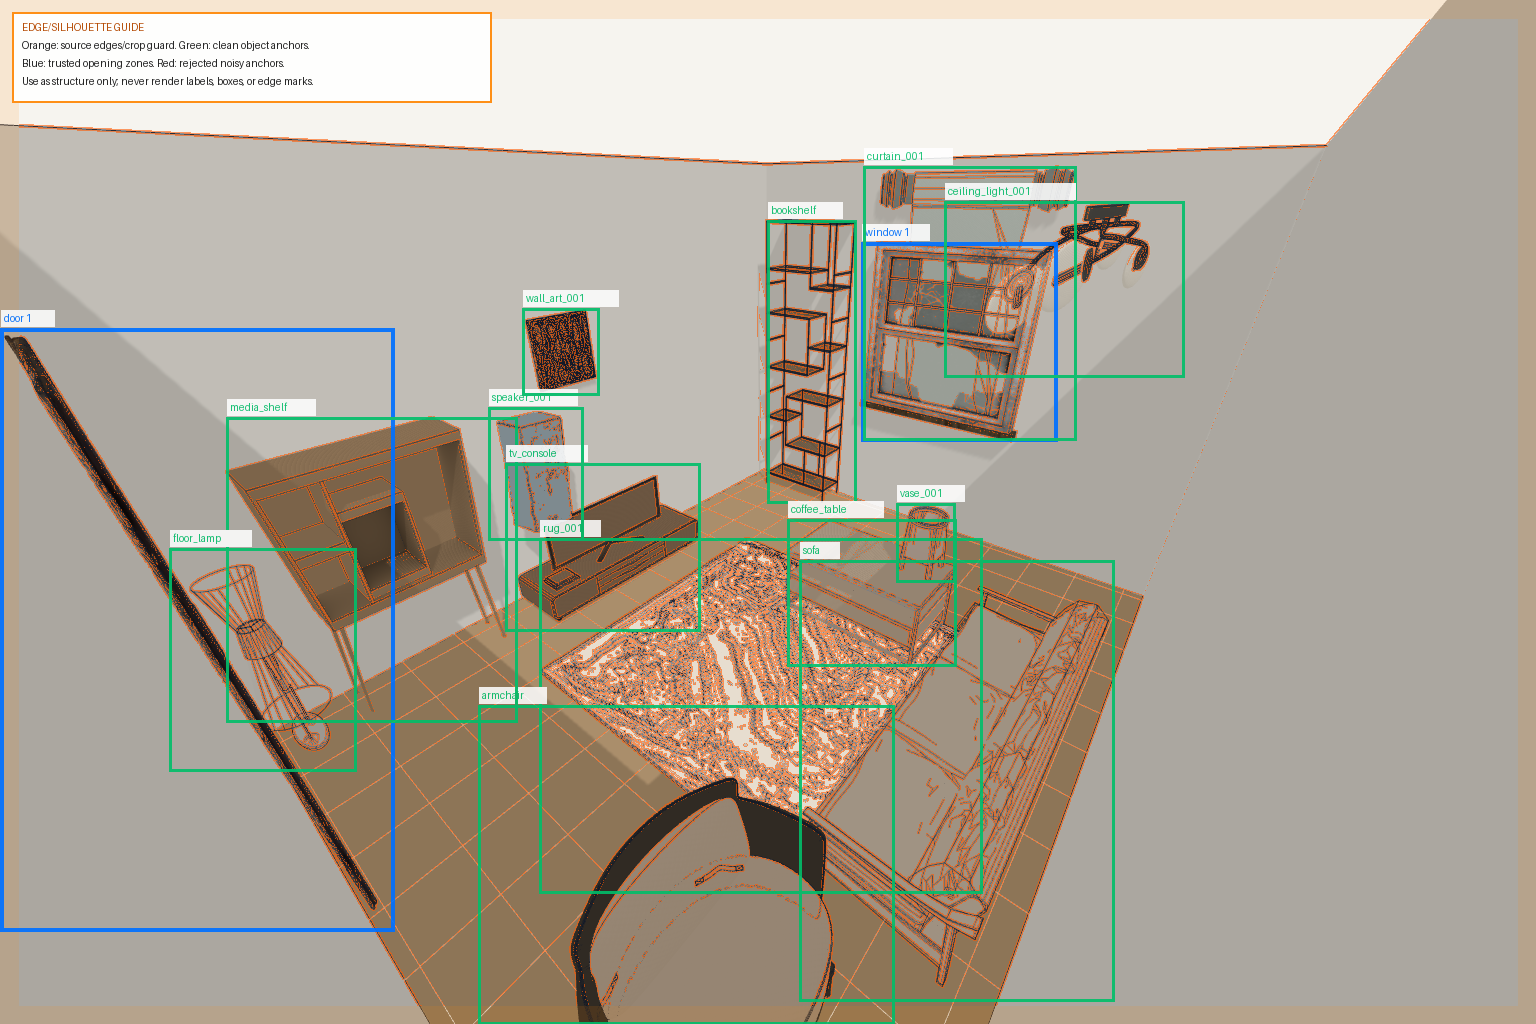 EDGE/SILHOUETTE GUIDE
Orange: source edges/crop guard. Green: clean object anchors.
Blue: trusted opening zones. Red: rejected noisy anchors.
Use as structure only; never render labels, boxes, or edge marks.
curtain_001
ceiling_light_001
bookshelf
window 1
wall_art_001
door 1
speaker_001
media_shelf
tv_console
vase_001
coffee_table
rug_001
floor_lamp
sofa
armchair